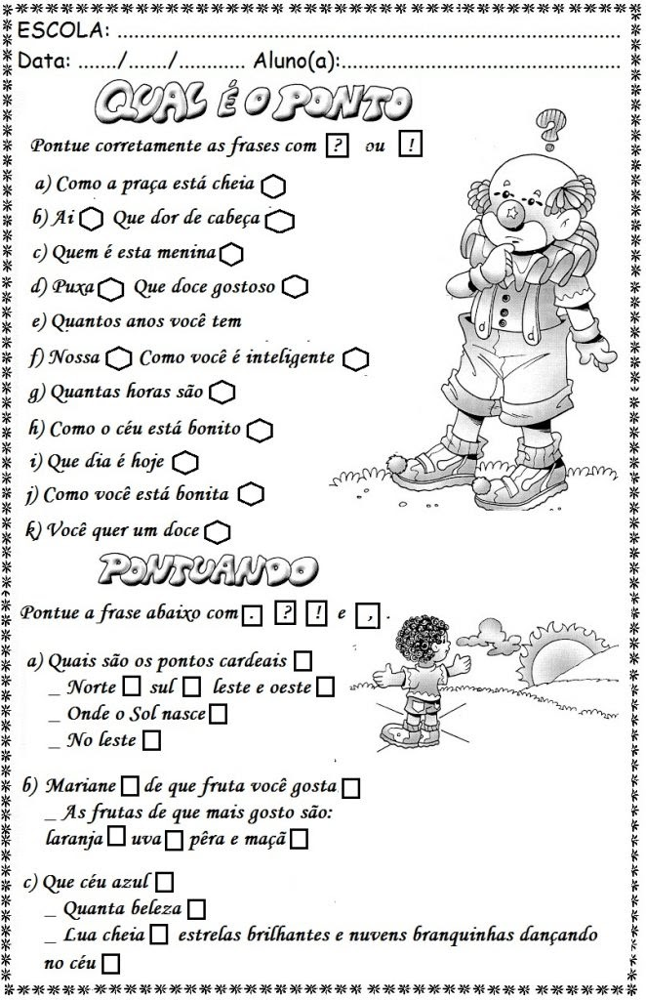 ESCOLA: ......................................................................................
Data: ......./......./........... Aluno(a):................................................
QUAL É O PONTO
Pontue corretamente as frases com ? ou !
a) Como a praça está cheia
b) Ai Que dor de cabeça
c) Quem é esta menina
d) Puxa Que doce gostoso
e) Quantos anos você tem
f) Nossa Como você é inteligente
g) Quantas horas são
h) Como o céu está bonito
i) Que dia é hoje
j) Como você está bonita
k) Você quer um doce
PONTUANDO
Pontue a frase abaixo com . ? ! e , .
a) Quais são os pontos cardeais
_ Norte sul leste e oeste
_ Onde o Sol nasce
_ No leste
b) Mariane de que fruta você gosta
_ As frutas de que mais gosto são:
laranja uva pêra e maçã
c) Que céu azul
_ Quanta beleza
_ Lua cheia estrelas brilhantes e nuvens branquinhas dançando
no céu